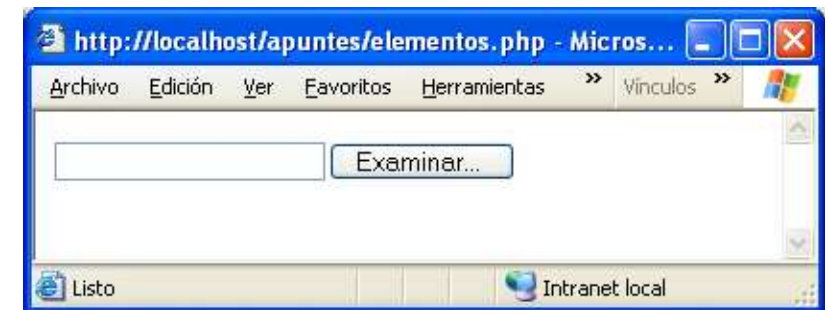 http://localhost/apuntes/elementos.php - Micros...
Archivo Edición Ver Favoritos Herramientas » Vínculos »
Examinar...
Listo Intranet local